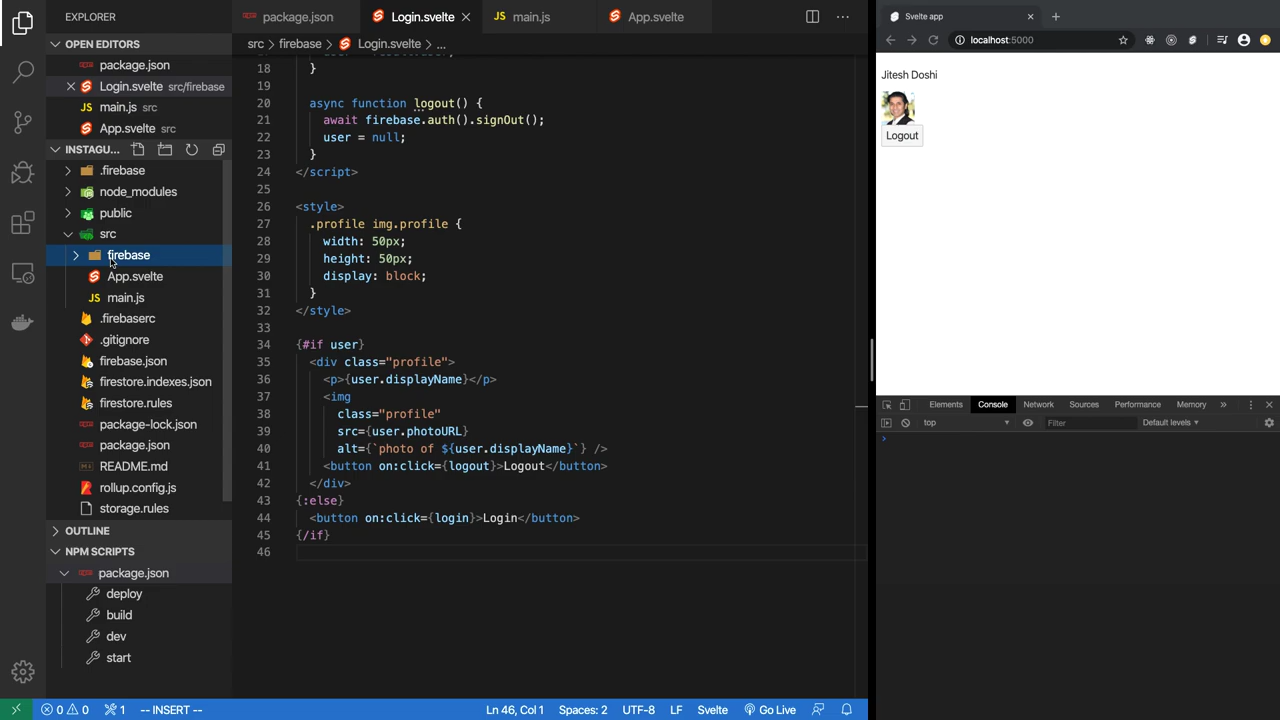 EXPLORER
OPEN EDITORS
package.json
Login.svelte src/firebase
JS main.js src
App.svelte src
INSTAGU...
.firebase
node_modules
public
src
firebase
App.svelte
JS main.js
.firebaserc
.gitignore
firebase.json
firestore.indexes.json
firestore.rules
package-lock.json
package.json
README.md
rollup.config.js
storage.rules
OUTLINE
NPM SCRIPTS
package.json
deploy
build
dev
start
package.json
Login.svelte
JS main.js
App.svelte
src > firebase > Login.svelte > ...
18 }
19
20 async function logout() {
21 await firebase.auth().signOut();
22 user = null;
23 }
24 </script>
25
26 <style>
27 .profile img.profile {
28 width: 50px;
29 height: 50px;
30 display: block;
31 }
32 </style>
33
34 {#if user}
35 <div class="profile">
36 <p>{user.displayName}</p>
37 <img
38 class="profile"
39 src={user.photoURL}
40 alt={`photo of ${user.displayName}`} />
41 <button on:click={logout}>Logout</button>
42 </div>
43 {:else}
44 <button on:click={login}>Login</button>
45 {/if}
46
0 0 1 -- INSERT --
Ln 46, Col 1 Spaces: 2 UTF-8 LF Svelte Go Live
Svelte app
localhost:5000
Jitesh Doshi
Logout
Elements Console Network Sources Performance Memory »
top Filter Default levels